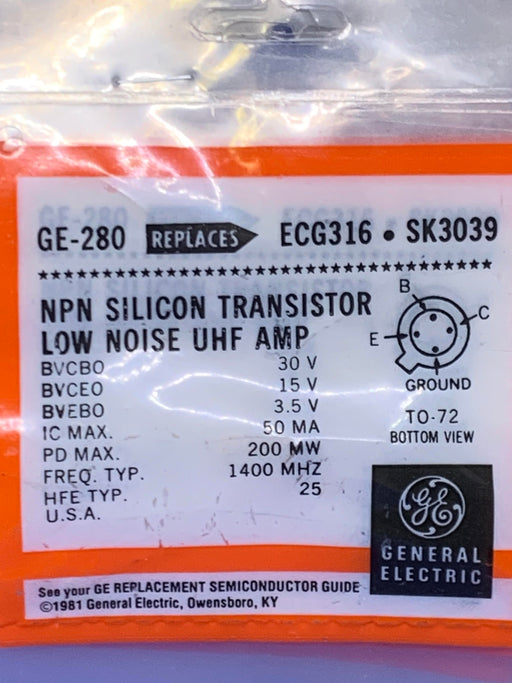 GE-280 REPLACES ECG316 • SK3039
****************************************
NPN SILICON TRANSISTOR
LOW NOISE UHF AMP
BVCBO 30 V
BVCEO 15 V
BVEBO 3.5 V
IC MAX. 50 MA
PD MAX. 200 MW
FREQ. TYP. 1400 MHZ
HFE TYP. 25
U.S.A.
B
C
E
GROUND
TO-72
BOTTOM VIEW
GE
GENERAL
ELECTRIC
See your GE REPLACEMENT SEMICONDUCTOR GUIDE
©1981 General Electric, Owensboro, KY